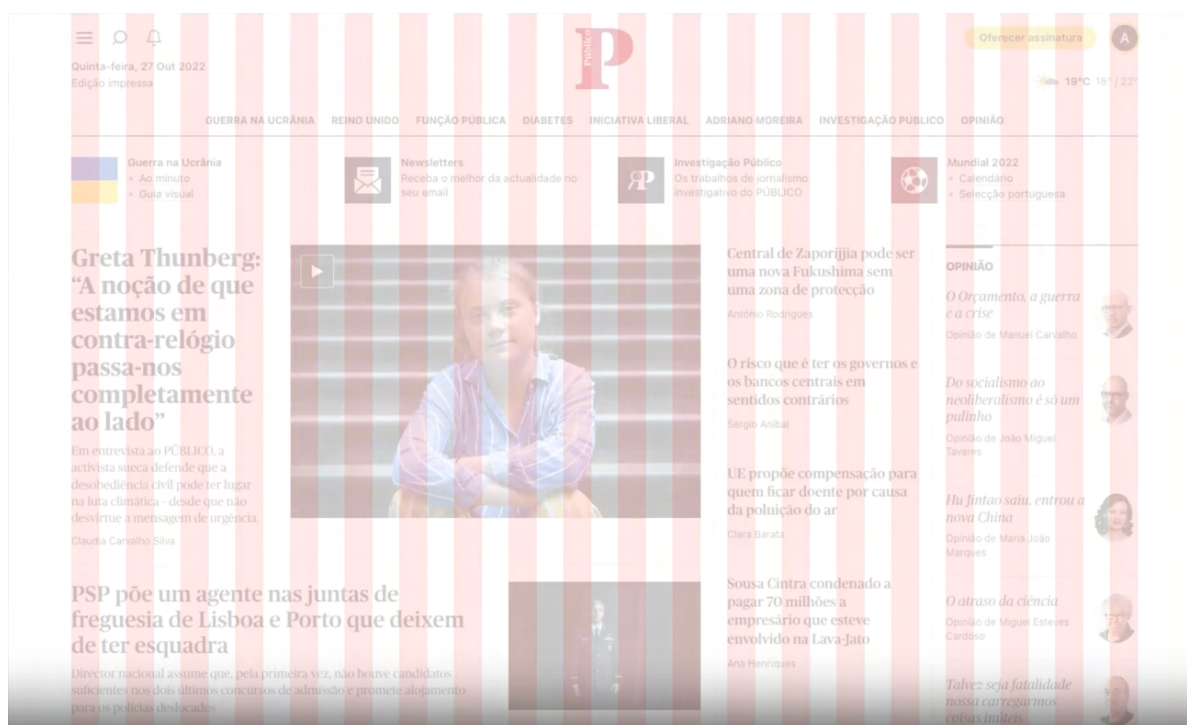 Público
P
Oferecer assinatura
A
Quinta-feira, 27 Out 2022
Edição impressa
19°C 18° / 22°
GUERRA NA UCRÂNIA REINO UNIDO FUNÇÃO PÚBLICA DIABETES INICIATIVA LIBERAL ADRIANO MOREIRA INVESTIGAÇÃO PÚBLICO OPINIÃO
Guerra na Ucrânia
Ao minuto
Guia visual
Newsletters
Receba o melhor da actualidade no
seu email
P
Investigação Público
Os trabalhos de jornalismo
investigativo do PÚBLICO
Mundial 2022
Calendário
Selecção portuguesa
Greta Thunberg:
“A noção de que
estamos em
contra-relógio
passa-nos
completamente
ao lado”
Em entrevista ao PÚBLICO, a
activista sueca defende que a
desobediência civil pode ter lugar
na luta climática – desde que não
desvirtue a mensagem de urgência.
Claudia Carvalho Silva
PSP põe um agente nas juntas de
freguesia de Lisboa e Porto que deixem
de ter esquadra
Director nacional assume que, pela primeira vez, não houve candidatos
suficientes nos dois últimos concursos de admissão e promete alojamento
para os polícias deslocados
Central de Zaporijjia pode ser
uma nova Fukushima sem
uma zona de protecção
António Rodrigues
O risco que é ter os governos e
os bancos centrais em
sentidos contrários
Sérgio Aníbal
UE propõe compensação para
quem ficar doente por causa
da poluição do ar
Clara Barata
Sousa Cintra condenado a
pagar 70 milhões a
empresário que esteve
envolvido na Lava-Jato
Ana Henriques
OPINIÃO
O Orçamento, a guerra
e a crise
Opinião de Manuel Carvalho
Do socialismo ao
neoliberalismo é só um
pulinho
Opinião de João Miguel
Tavares
Hu Jintao saiu, entrou a
nova China
Opinião de Maria João
Marques
O atraso da ciência
Opinião de Miguel Esteves
Cardoso
Talvez seja fatalidade
nossa carregarmos
coisas inúteis